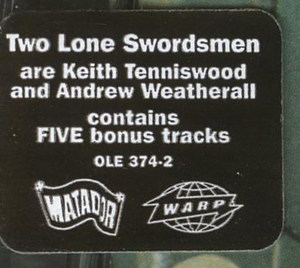 Two Lone Swordsmen
are Keith Tenniswood
and Andrew Weatherall
contains
FIVE bonus tracks
OLE 374-2
MATADOR
WARP